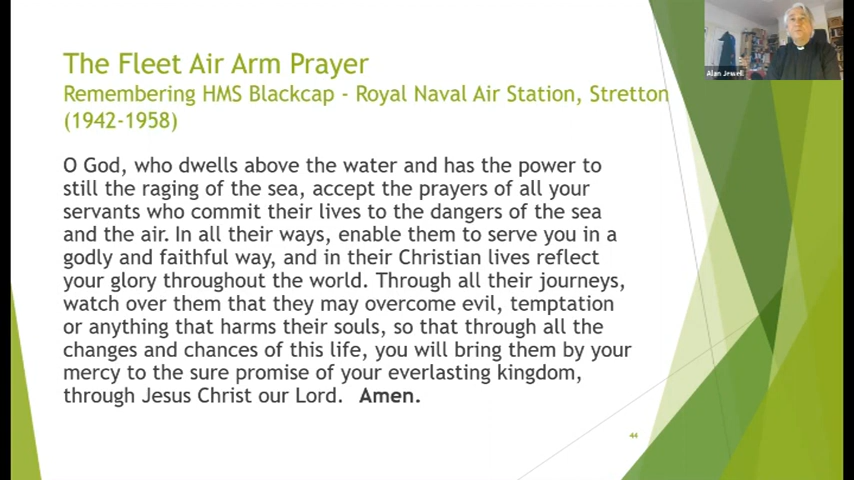 The Fleet Air Arm Prayer
Remembering HMS Blackcap - Royal Naval Air Station, Stretton
(1942-1958)
O God, who dwells above the water and has the power to
still the raging of the sea, accept the prayers of all your
servants who commit their lives to the dangers of the sea
and the air. In all their ways, enable them to serve you in a
godly and faithful way, and in their Christian lives reflect
your glory throughout the world. Through all their journeys,
watch over them that they may overcome evil, temptation
or anything that harms their souls, so that through all the
changes and chances of this life, you will bring them by your
mercy to the sure promise of your everlasting kingdom,
through Jesus Christ our Lord. Amen.
44
Alan Jewell